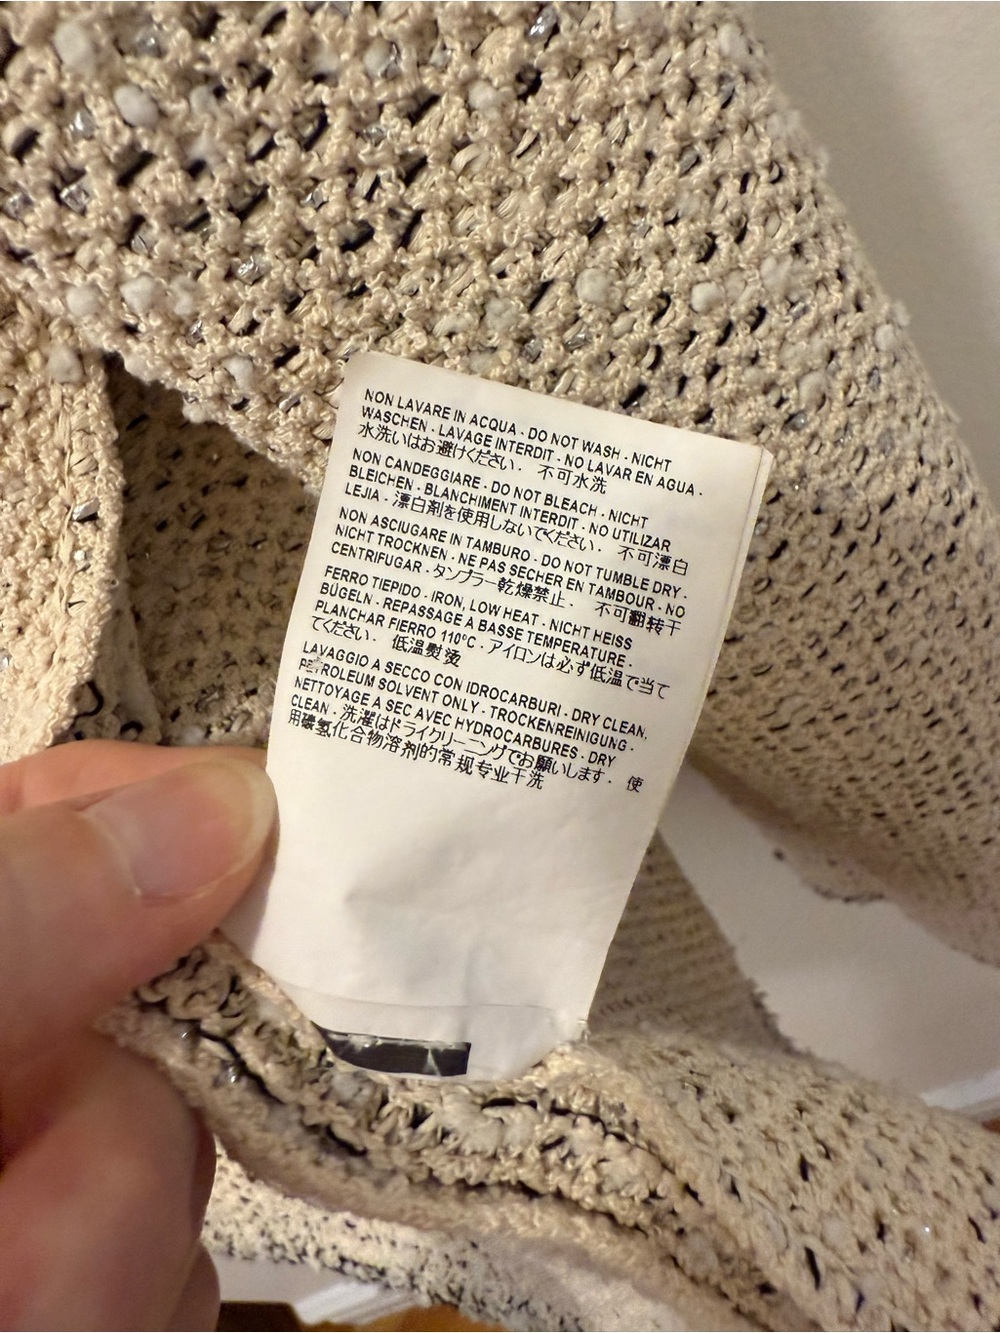 NON LAVARE IN ACQUA - DO NOT WASH - NICHT
WASCHEN - LAVAGE INTERDIT - NO LAVAR EN AGUA -
水洗いはお避けください. 不可水洗
NON CANDEGGIARE - DO NOT BLEACH - NICHT
BLEICHEN - BLANCHIMENT INTERDIT - NO UTILIZAR
LEJIA - 漂白剤を使用しないでください. 不可漂白
NON ASCIUGARE IN TAMBURO - DO NOT TUMBLE DRY -
NICHT TROCKNEN - NE PAS SECHER EN TAMBOUR - NO
CENTRIFUGAR - タンブラー乾燥禁止. 不可翻转干
FERRO TIEPIDO - IRON, LOW HEAT - NICHT HEISS
BÜGELN - REPASSAGE A BASSE TEMPERATURE -
PLANCHAR FIERRO 110°C - アイロンは必ず低温で当て
てください. 低温熨烫
LAVAGGIO A SECCO CON IDROCARBURI - DRY CLEAN,
PETROLEUM SOLVENT ONLY - TROCKENREINIGUNG -
NETTOYAGE A SEC AVEC HYDROCARBURES - DRY
CLEAN - 洗濯はドライクリーニングでお願いします. 使
用磷氢化合物溶剂的常规专业干洗